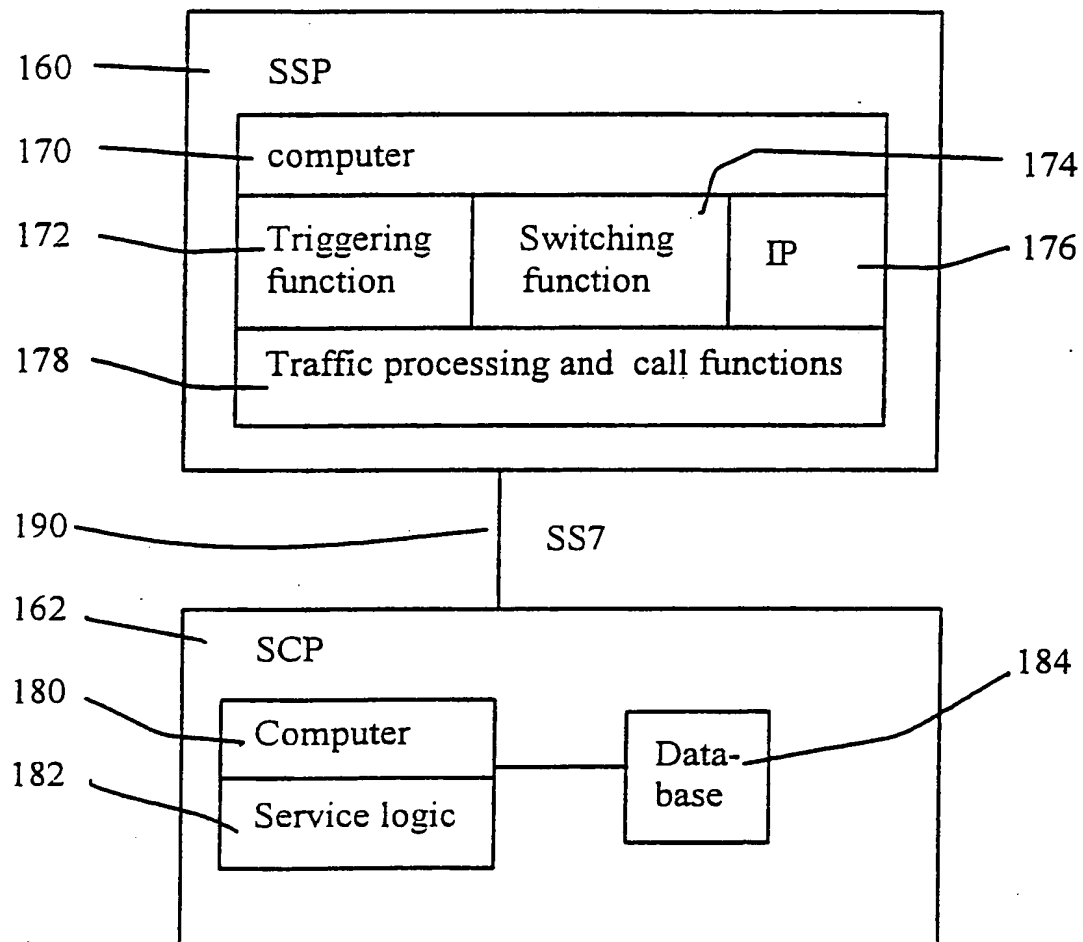 160
SSP
170
computer
174
172
Triggering
function
Switching
function
IP
176
178
Traffic processing and call functions
190
SS7
162
SCP
184
180
Computer
Data-
base
182
Service logic